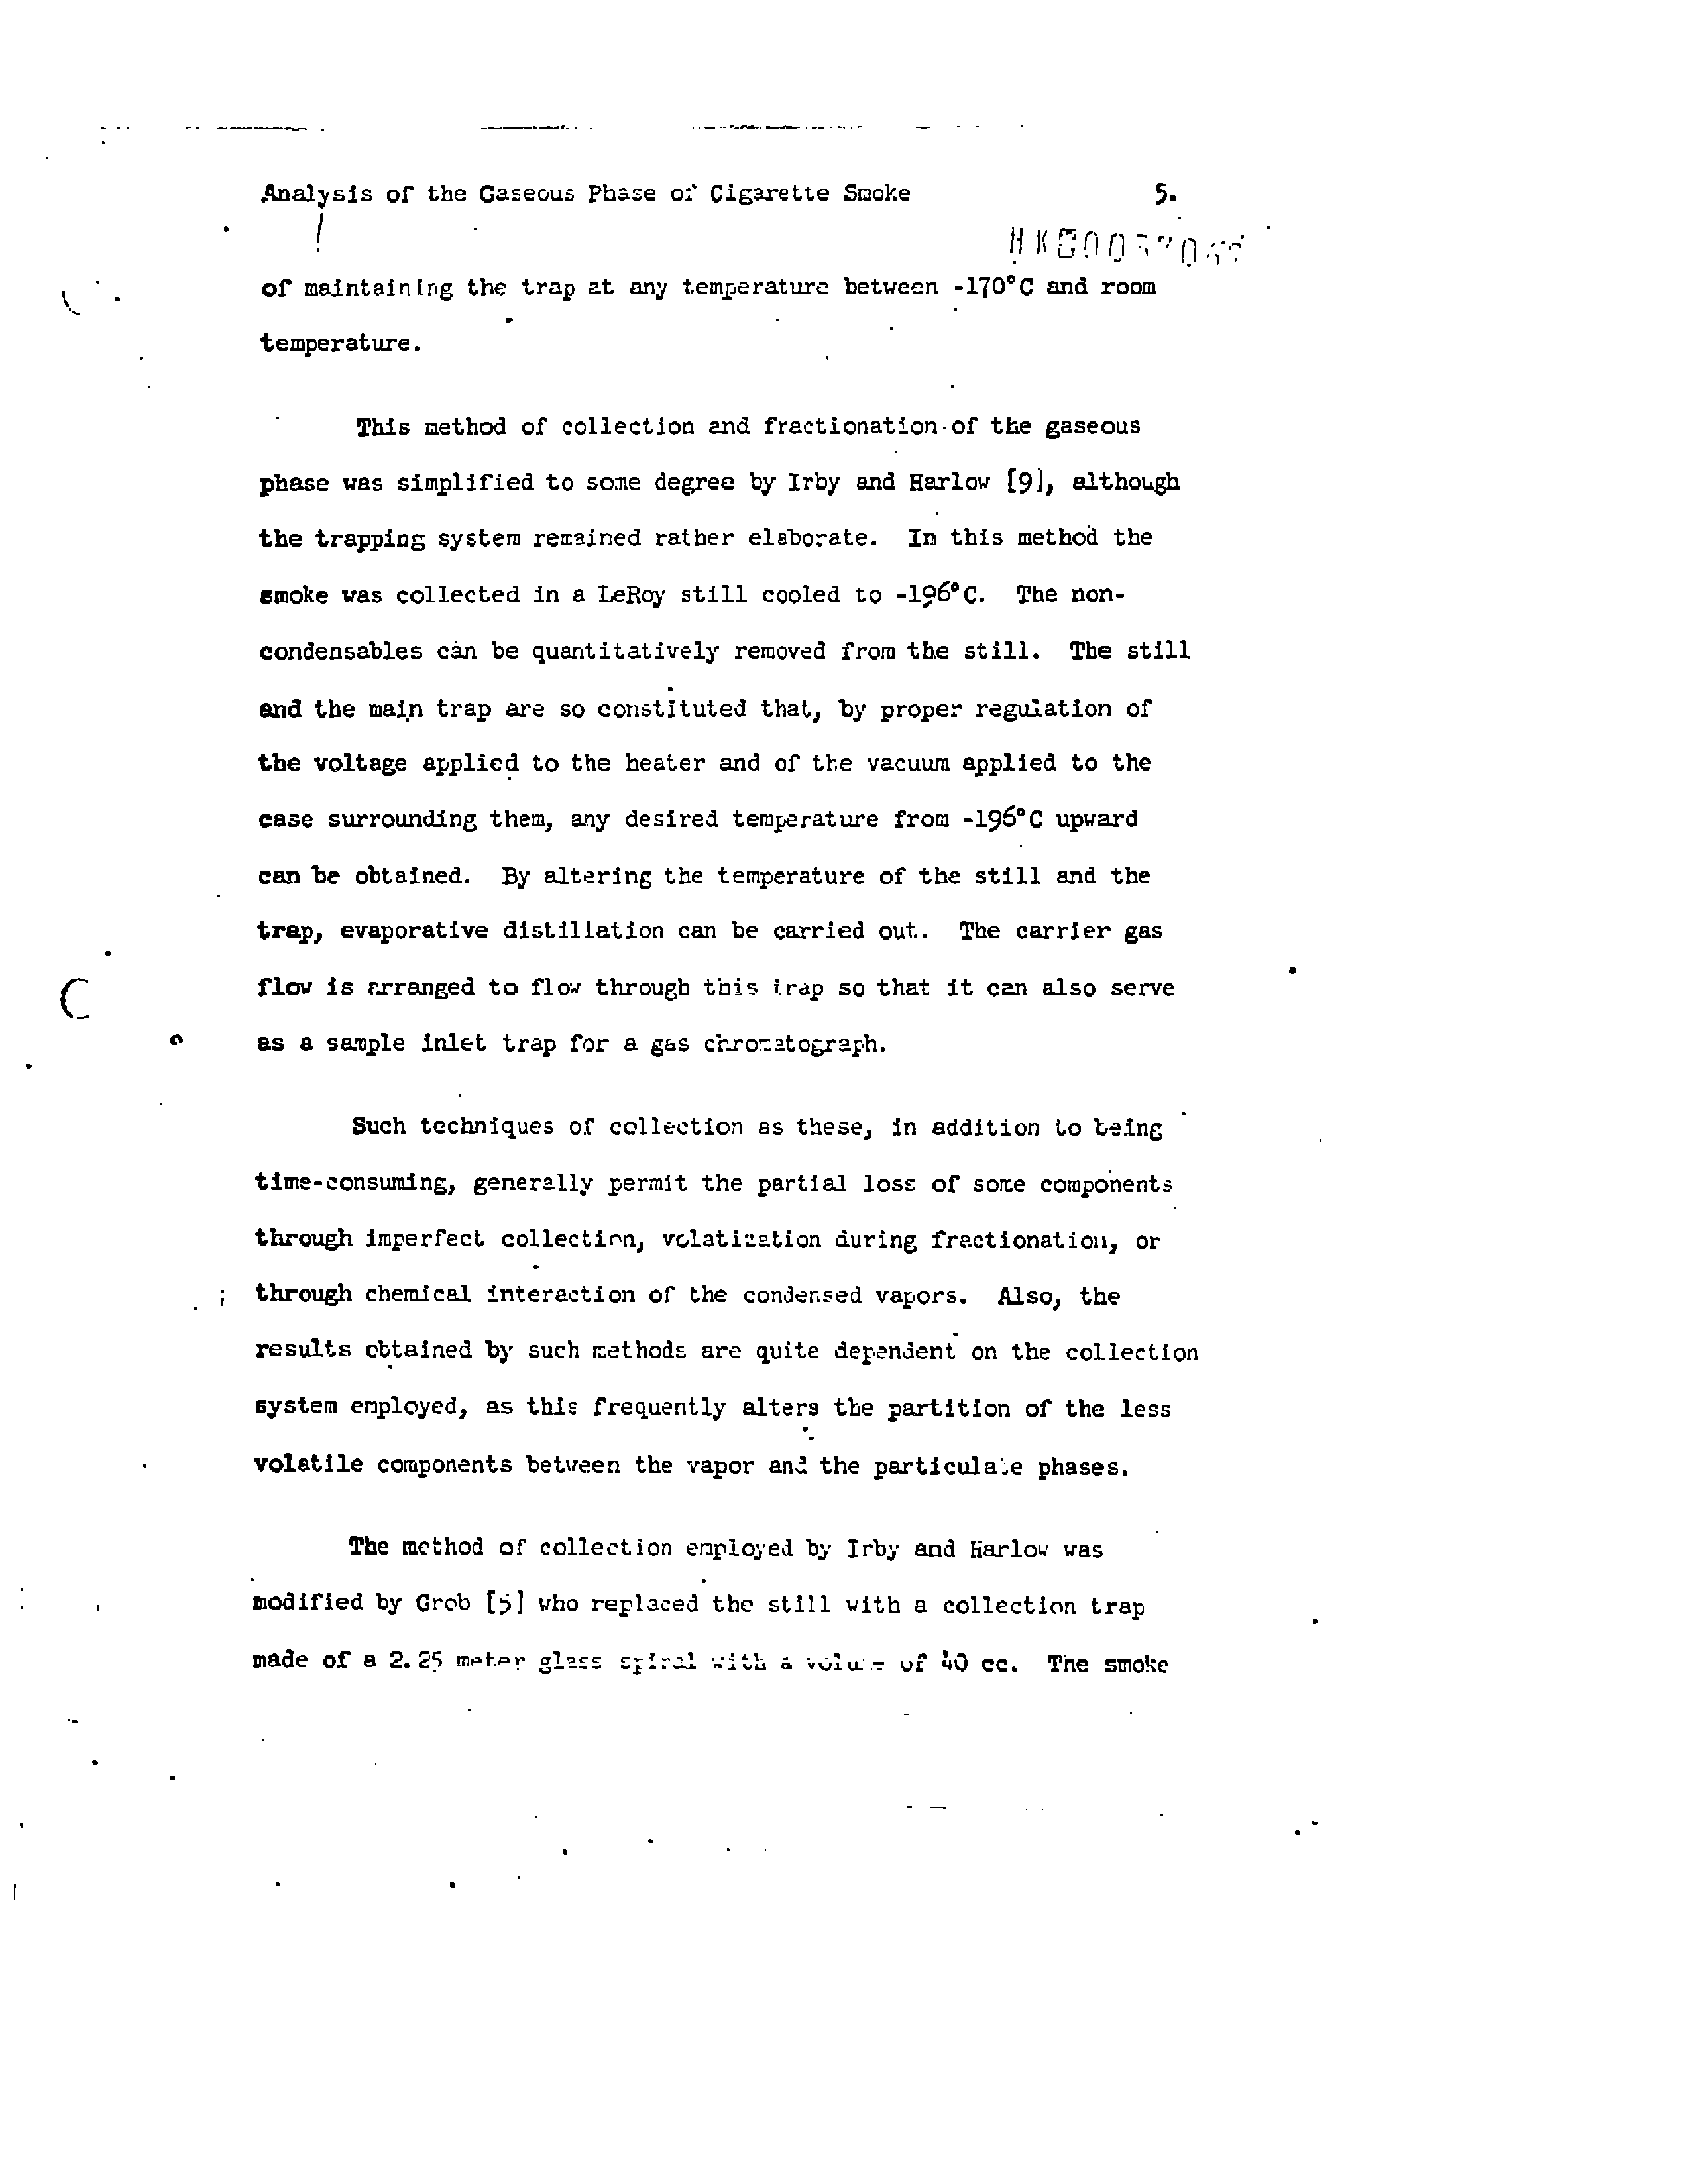 Analysis of the Gaseous Phase of Cigarette Smoke 5.
of maintaining the trap at any temperature between -170°C and room
temperature.
This method of collection and fractionation of the gaseous
phase was simplified to some degree by Irby and Harlow [9], although
the trapping system remained rather elaborate. In this method the
smoke was collected in a LeRoy still cooled to -196°C. The non-
condensables can be quantitatively removed from the still. The still
and the main trap are so constituted that, by proper regulation of
the voltage applied to the heater and of the vacuum applied to the
case surrounding them, any desired temperature from -196°C upward
can be obtained. By altering the temperature of the still and the
trap, evaporative distillation can be carried out. The carrier gas
flow is arranged to flow through this trap so that it can also serve
as a sample inlet trap for a gas chromatograph.
Such techniques of collection as these, in addition to being
time-consuming, generally permit the partial loss of some components
through imperfect collection, volatization during fractionation, or
through chemical interaction of the condensed vapors. Also, the
results obtained by such methods are quite dependent on the collection
system employed, as this frequently alters the partition of the less
volatile components between the vapor and the particulate phases.
The method of collection employed by Irby and Harlow was
modified by Grob [5] who replaced the still with a collection trap
made of a 2.25 meter glass spiral with a volume of 40 cc. The smoke